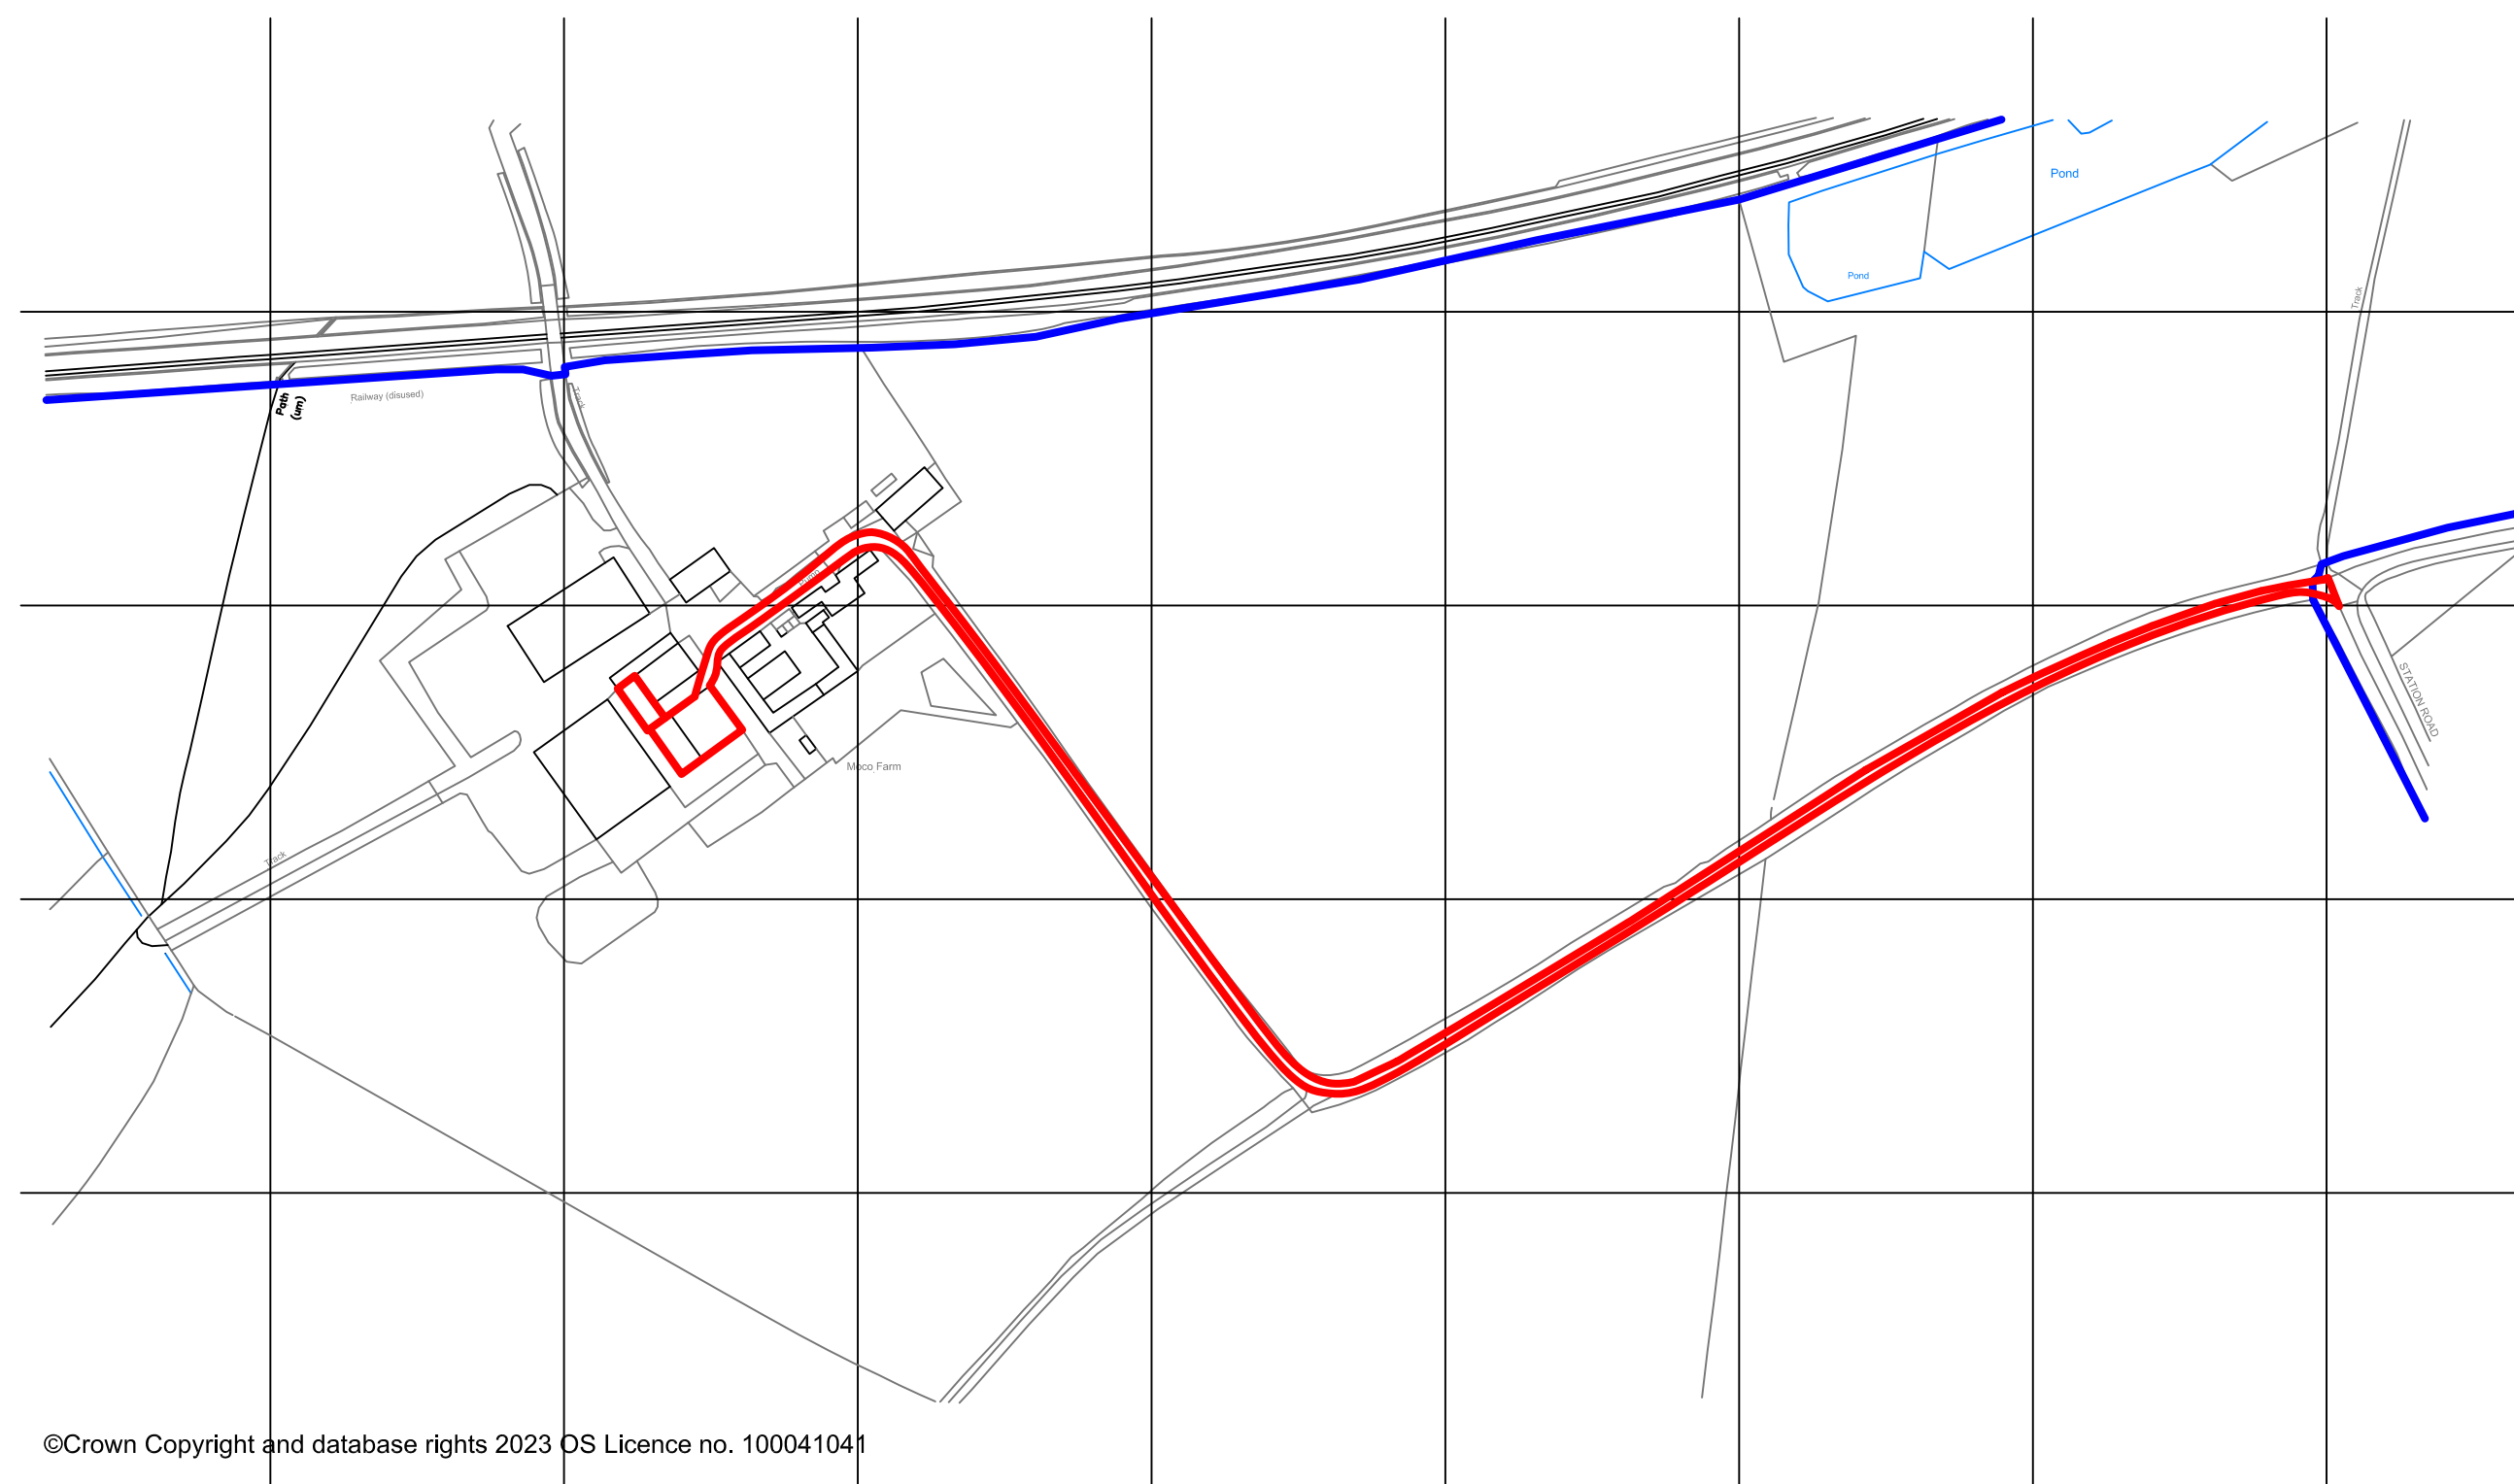 Pond
Pond
Track
Path
(um)
Railway (disused)
Track
Pump
STATION ROAD
Moco Farm
Track
©Crown Copyright and database rights 2023 OS Licence no. 100041041